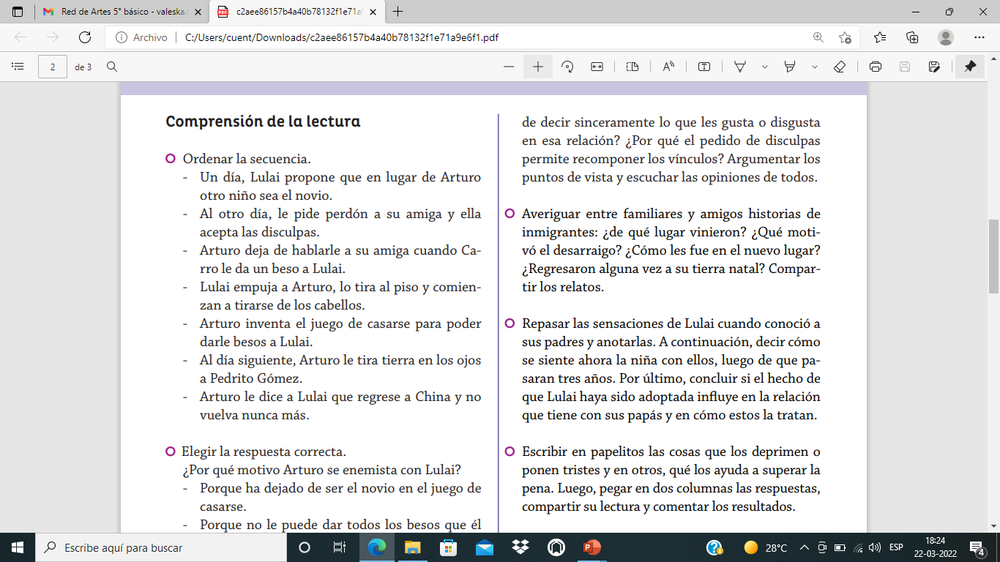 Red de Artes 5° básico - valeska.
c2aee86157b4a40b78132f1e71a9
Archivo
C:/Users/cuent/Downloads/c2aee86157b4a40b78132f1e71a9e6f1.pdf
2
de 3
Comprensión de la lectura
Ordenar la secuencia.
- Un día, Lulai propone que en lugar de Arturo
otro niño sea el novio.
- Al otro día, le pide perdón a su amiga y ella
acepta las disculpas.
- Arturo deja de hablarle a su amiga cuando Ca-
rro le da un beso a Lulai.
- Lulai empuja a Arturo, lo tira al piso y comien-
zan a tirarse de los cabellos.
- Arturo inventa el juego de casarse para poder
darle besos a Lulai.
- Al día siguiente, Arturo le tira tierra en los ojos
a Pedrito Gómez.
- Arturo le dice a Lulai que regrese a China y no
vuelva nunca más.
Elegir la respuesta correcta.
¿Por qué motivo Arturo se enemista con Lulai?
- Porque ha dejado de ser el novio en el juego de
casarse.
- Porque no le puede dar todos los besos que él
de decir sinceramente lo que les gusta o disgusta
en esa relación? ¿Por qué el pedido de disculpas
permite recomponer los vínculos? Argumentar los
puntos de vista y escuchar las opiniones de todos.
Averiguar entre familiares y amigos historias de
inmigrantes: ¿de qué lugar vinieron? ¿Qué moti-
vó el desarraigo? ¿Cómo les fue en el nuevo lugar?
¿Regresaron alguna vez a su tierra natal? Compar-
tir los relatos.
Repasar las sensaciones de Lulai cuando conoció a
sus padres y anotarlas. A continuación, decir cómo
se siente ahora la niña con ellos, luego de que pa-
saran tres años. Por último, concluir si el hecho de
que Lulai haya sido adoptada influye en la relación
que tiene con sus papás y en cómo estos la tratan.
Escribir en papelitos las cosas que los deprimen o
ponen tristes y en otros, qué los ayuda a superar la
pena. Luego, pegar en dos columnas las respuestas,
compartir su lectura y comentar los resultados.
Escribe aquí para buscar
28°C
ESP
18:24
22-03-2022
4